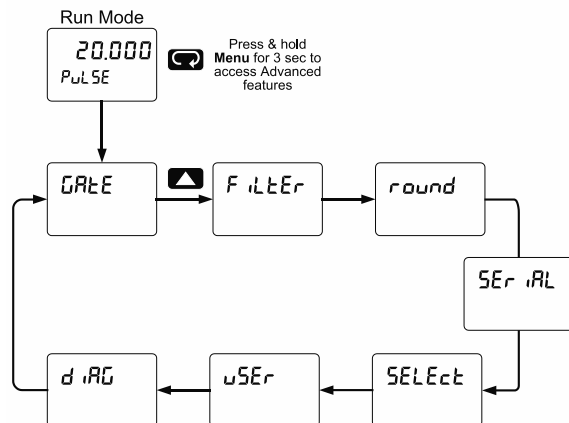 Run Mode
20.000
PuLSE
Press & hold
Menu for 3 sec to
access Advanced
features
GAtE
FiLtEr
round
SEriAL
diAG
uSEr
SELEct